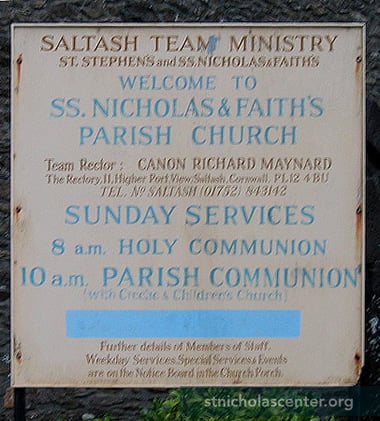 SALTASH TEAM MINISTRY
ST. STEPHEN'S and SS. NICHOLAS & FAITH'S
WELCOME TO
SS. NICHOLAS & FAITH'S
PARISH CHURCH
Team Rector: CANON RICHARD MAYNARD
The Rectory, 11, Higher Port View, Saltash, Cornwall. PL12 4BU
TEL. Nº SALTASH (01752) 843142
SUNDAY SERVICES
8 a.m. HOLY COMMUNION
10 a.m. PARISH COMMUNION
(with Creche & Children's Church)
Further details of Members of Staff,
Weekday Services, Special Services & Events
are on the Notice Board in the Church Porch.
stnicholascenter.org